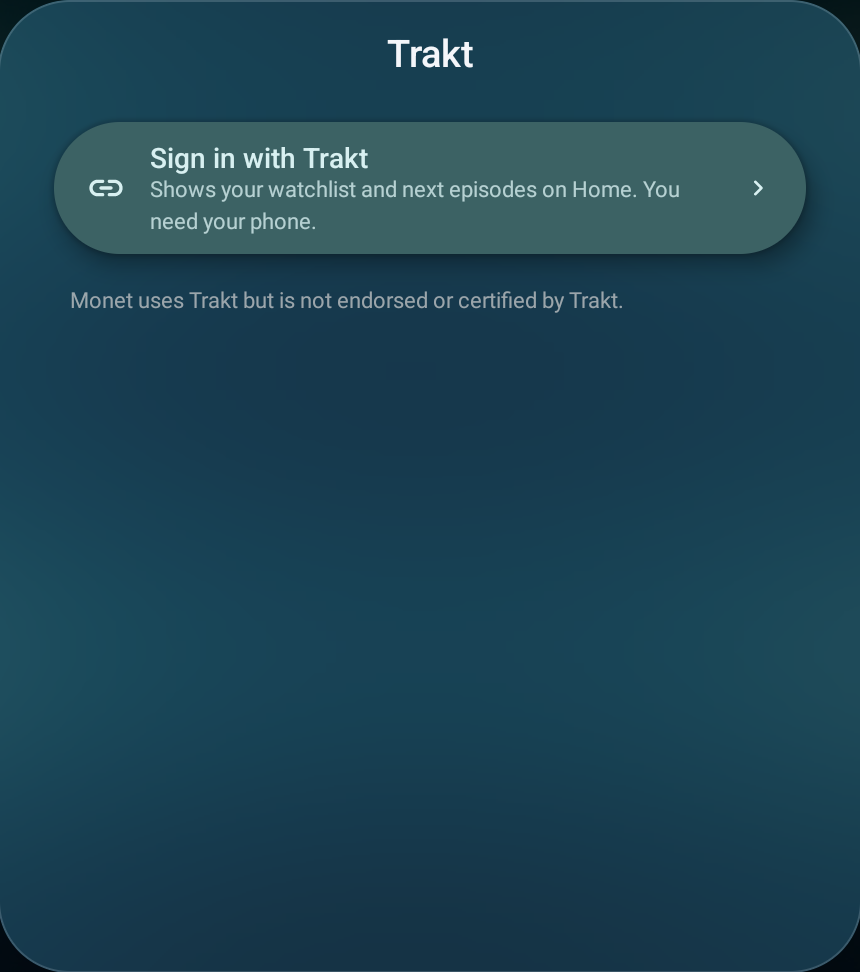 Trakt
Sign in with Trakt
Shows your watchlist and next episodes on Home. You
need your phone.
Monet uses Trakt but is not endorsed or certified by Trakt.